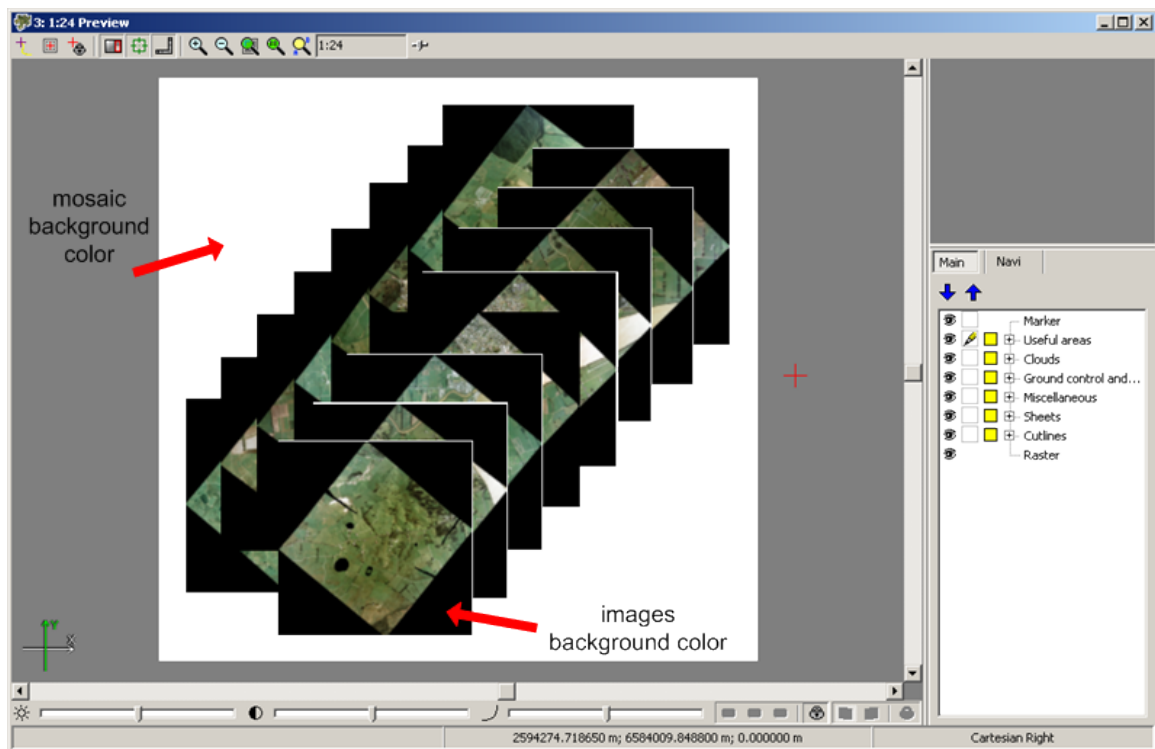 3: 1:24 Preview
1:24
mosaic
background
color
images
background color
Y
X
Main
Navi
Marker
Useful areas
Clouds
Ground control and...
Miscellaneous
Sheets
Cutlines
Raster
2594274.718650 m; 6584009.848800 m; 0.000000 m
Cartesian Right